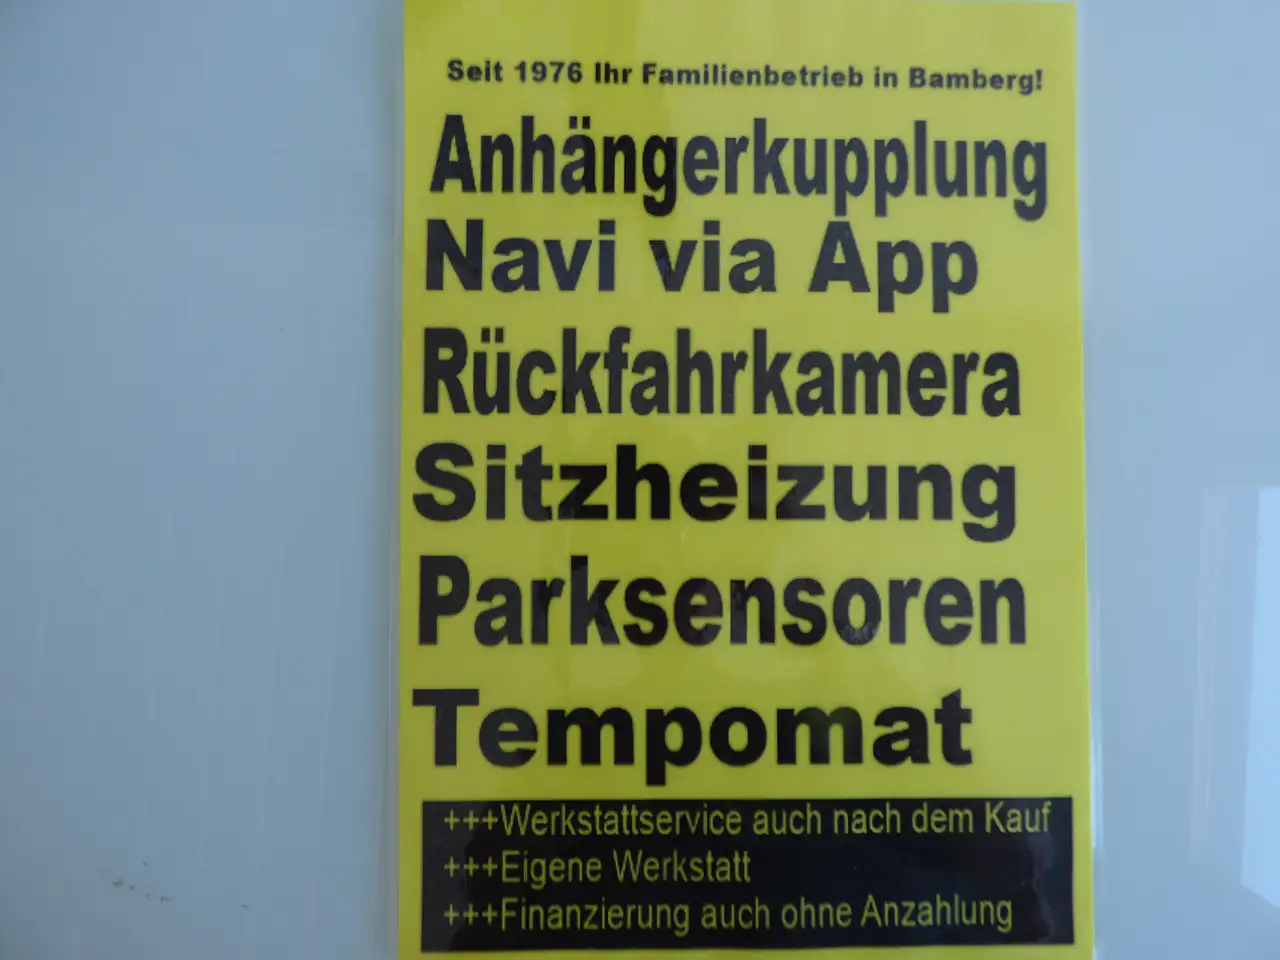 Seit 1976 Ihr Familienbetrieb in Bamberg!
Anhängerkupplung
Navi via App
Rückfahrkamera
Sitzheizung
Parksensoren
Tempomat
+++Werkstattservice auch nach dem Kauf
+++Eigene Werkstatt
+++Finanzierung auch ohne Anzahlung